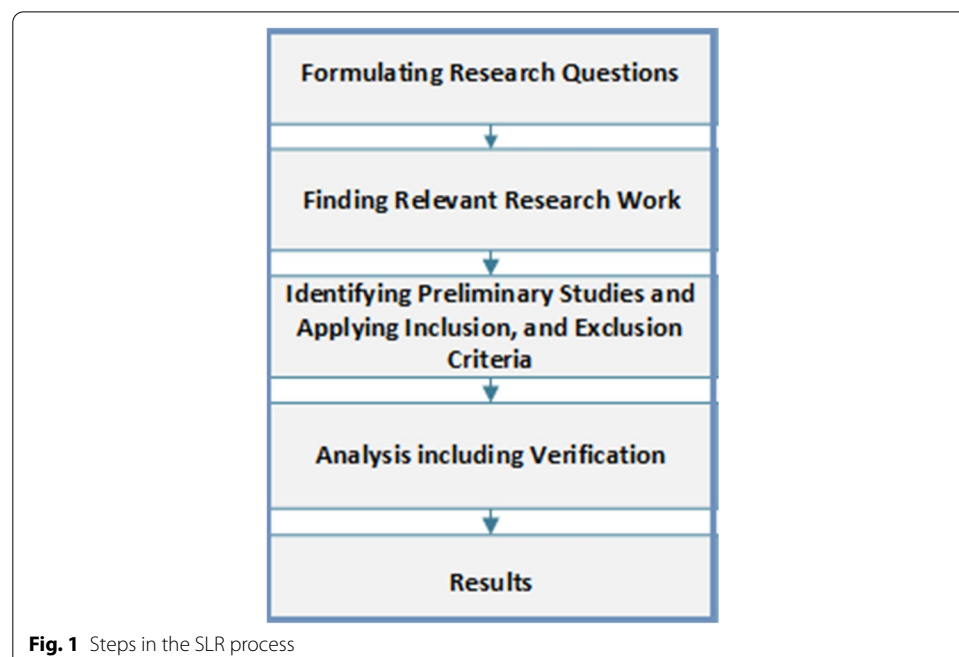 Formulating Research Questions
Finding Relevant Research Work
Identifying Preliminary Studies and
Applying Inclusion, and Exclusion
Criteria
Analysis including Verification
Results
Fig. 1 Steps in the SLR process